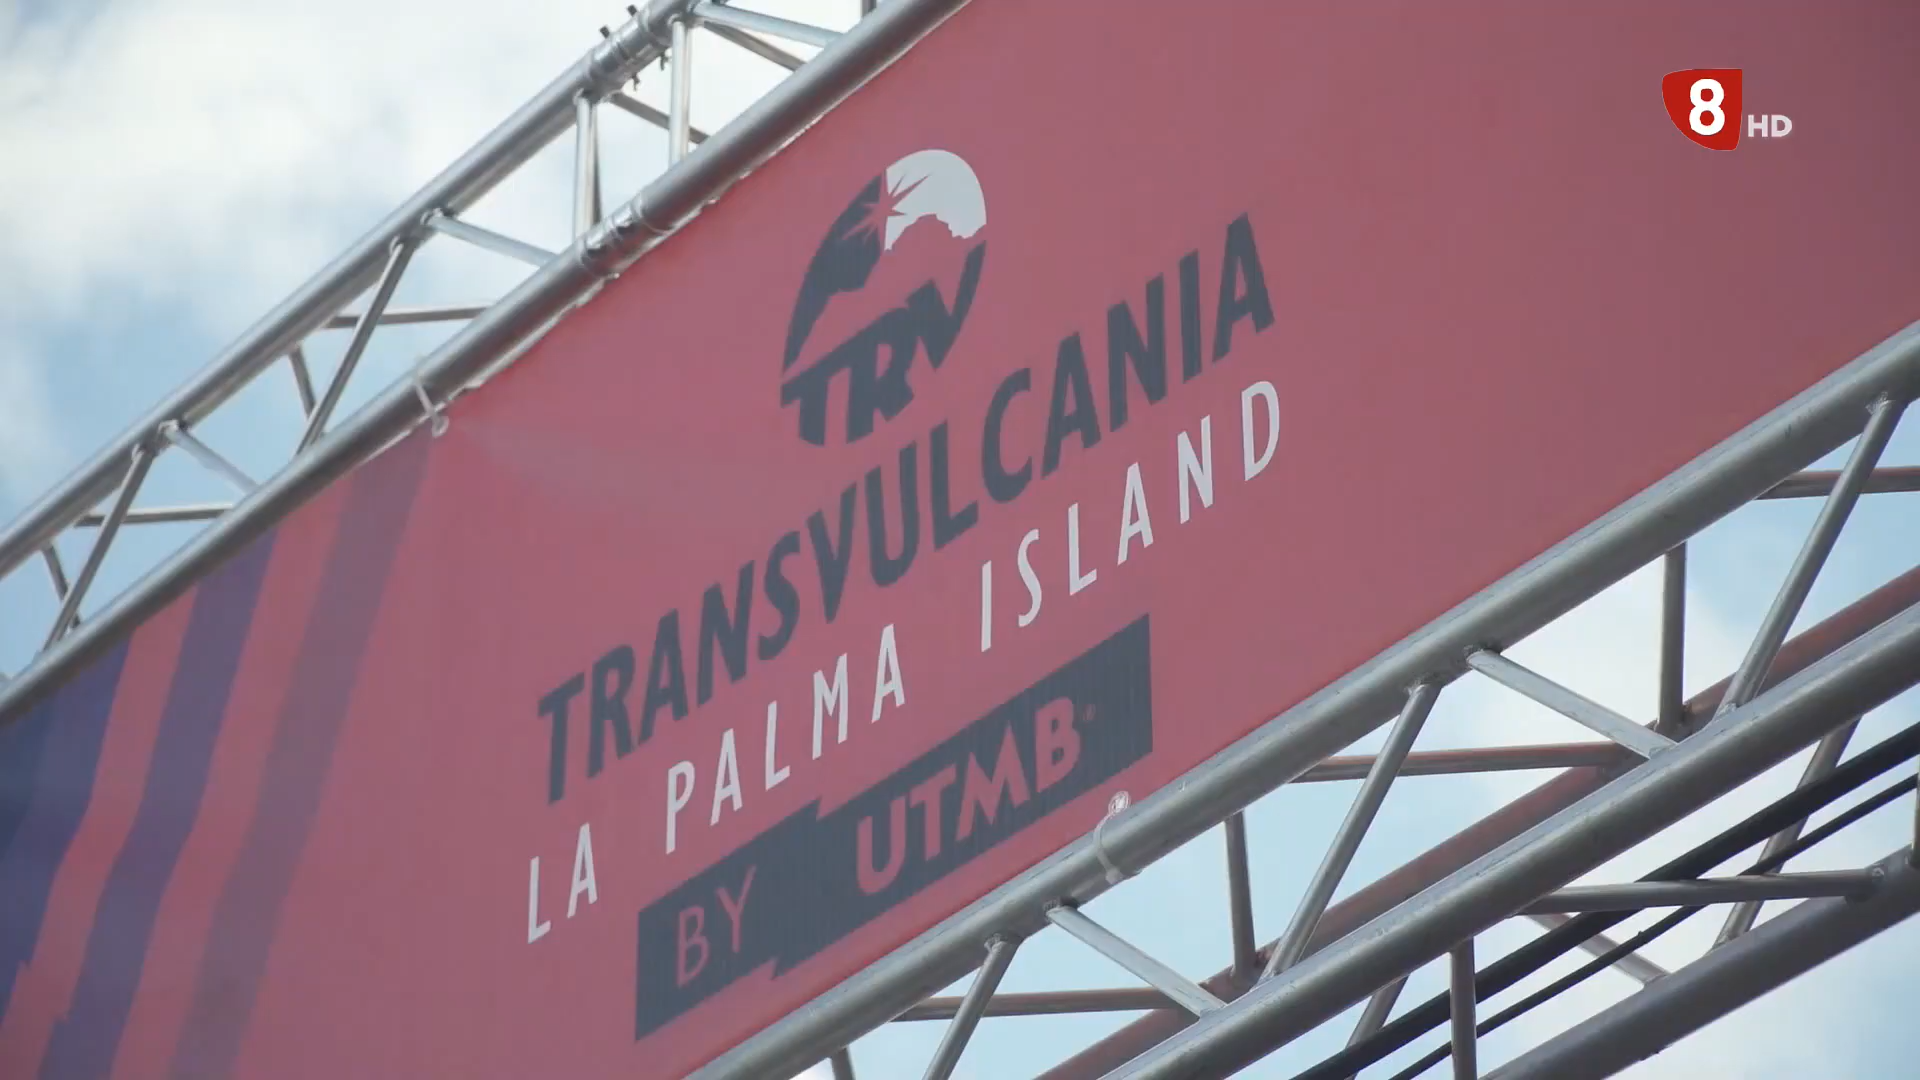 8 HD
TRV
TRANSVULCANIA
LA PALMA ISLAND
BY UTMB®